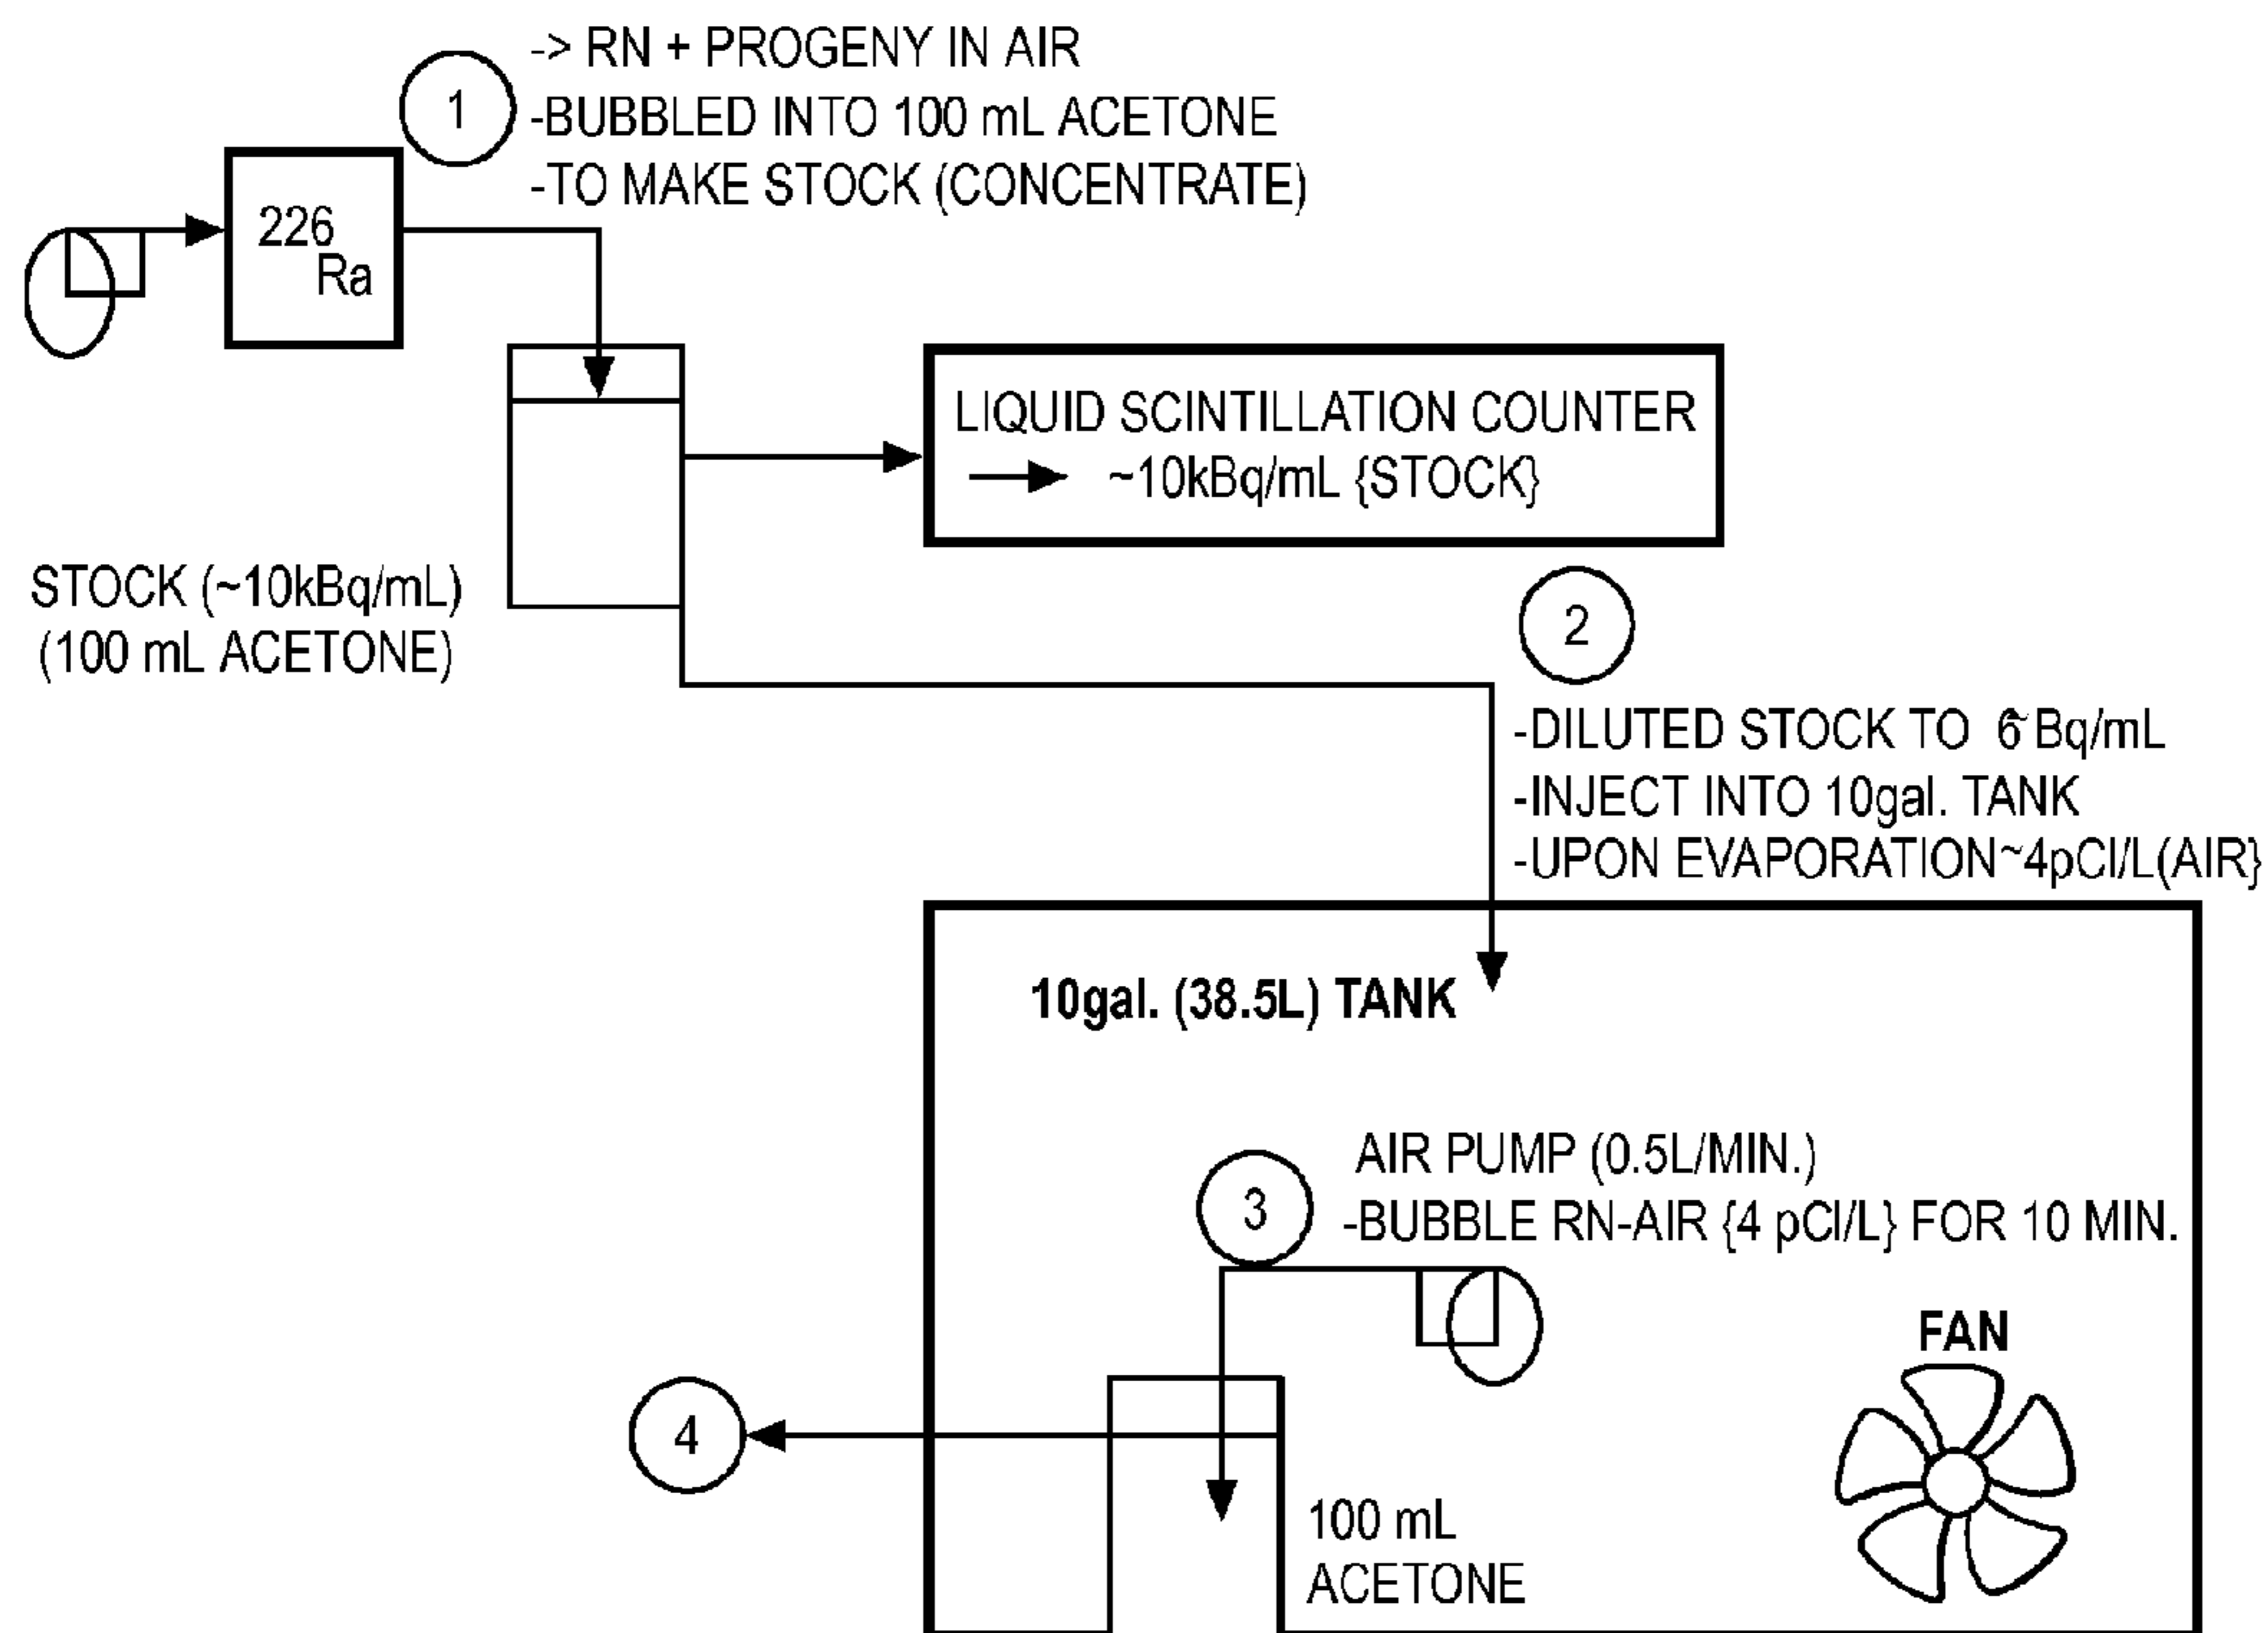 1
-> RN + PROGENY IN AIR
-BUBBLED INTO 100 mL ACETONE
-TO MAKE STOCK (CONCENTRATE)
226
Ra
LIQUID SCINTILLATION COUNTER
~10kBq/mL {STOCK}
STOCK (~10kBq/mL)
(100 mL ACETONE)
2
-DILUTED STOCK TO ~6 Bq/mL
-INJECT INTO 10gal. TANK
-UPON EVAPORATION~4pCI/L(AIR}
10gal. (38.5L) TANK
3
AIR PUMP (0.5L/MIN.)
-BUBBLE RN-AIR {4 pCI/L} FOR 10 MIN.
FAN
4
100 mL
ACETONE